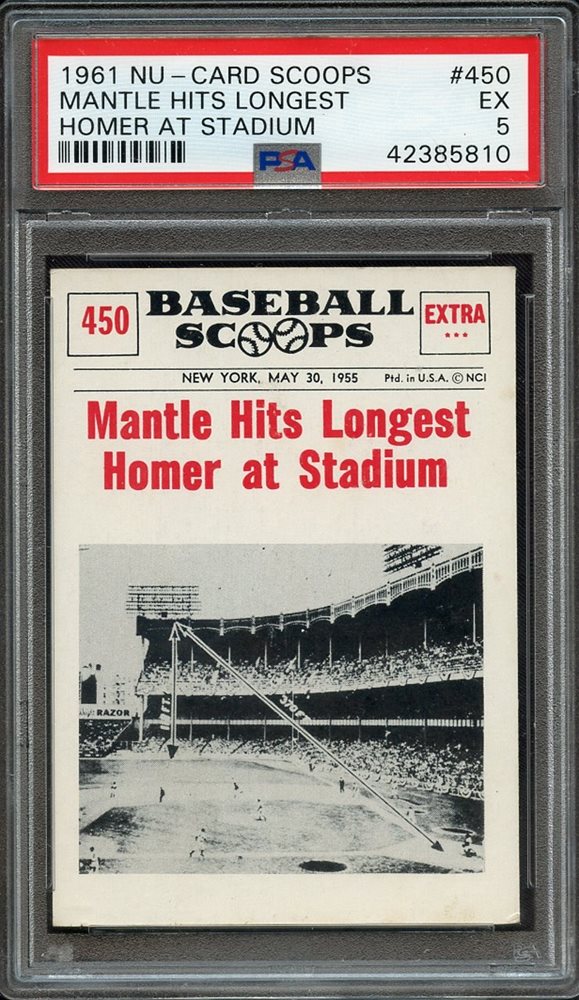 1961 NU-CARD SCOOPS #450
MANTLE HITS LONGEST EX
HOMER AT STADIUM 5
PSA 42385810
450 BASEBALL SCOOPS EXTRA
***
NEW YORK, MAY 30, 1955 Ptd. in U.S.A. © NCI
Mantle Hits Longest
Homer at Stadium
RAZOR